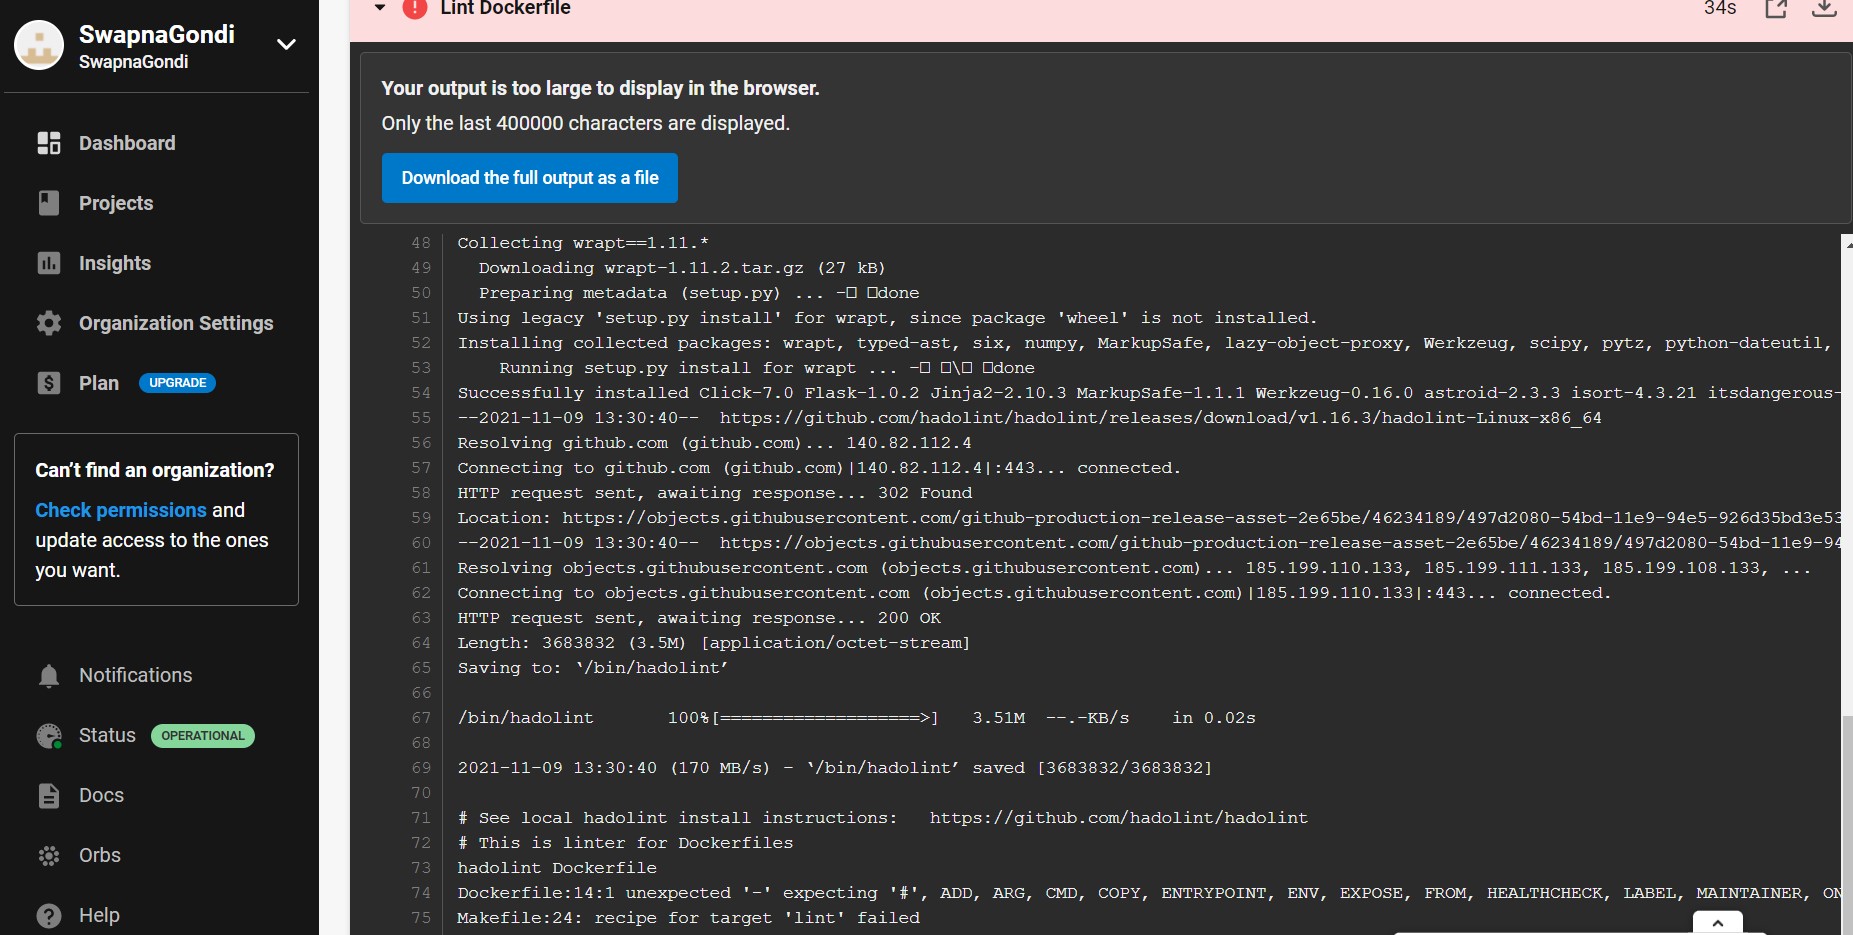 SwapnaGondi
SwapnaGondi
Dashboard
Projects
Insights
Organization Settings
Plan UPGRADE
Can't find an organization?
Check permissions and
update access to the ones
you want.
Notifications
Status OPERATIONAL
Docs
Orbs
Help
Lint Dockerfile 34s
Your output is too large to display in the browser.
Only the last 400000 characters are displayed.
Download the full output as a file
48 Collecting wrapt==1.11.*
49 Downloading wrapt-1.11.2.tar.gz (27 kB)
50 Preparing metadata (setup.py) ... -□ □done
51 Using legacy 'setup.py install' for wrapt, since package 'wheel' is not installed.
52 Installing collected packages: wrapt, typed-ast, six, numpy, MarkupSafe, lazy-object-proxy, Werkzeug, scipy, pytz, python-dateutil,
53 Running setup.py install for wrapt ... -□ □\□ □done
54 Successfully installed Click-7.0 Flask-1.0.2 Jinja2-2.10.3 MarkupSafe-1.1.1 Werkzeug-0.16.0 astroid-2.3.3 isort-4.3.21 itsdangerous-
55 --2021-11-09 13:30:40-- https://github.com/hadolint/hadolint/releases/download/v1.16.3/hadolint-Linux-x86_64
56 Resolving github.com (github.com)... 140.82.112.4
57 Connecting to github.com (github.com)|140.82.112.4|:443... connected.
58 HTTP request sent, awaiting response... 302 Found
59 Location: https://objects.githubusercontent.com/github-production-release-asset-2e65be/46234189/497d2080-54bd-11e9-94e5-926d35bd3e53
60 --2021-11-09 13:30:40-- https://objects.githubusercontent.com/github-production-release-asset-2e65be/46234189/497d2080-54bd-11e9-94
61 Resolving objects.githubusercontent.com (objects.githubusercontent.com)... 185.199.110.133, 185.199.111.133, 185.199.108.133, ...
62 Connecting to objects.githubusercontent.com (objects.githubusercontent.com)|185.199.110.133|:443... connected.
63 HTTP request sent, awaiting response... 200 OK
64 Length: 3683832 (3.5M) [application/octet-stream]
65 Saving to: ‘/bin/hadolint’
66
67 /bin/hadolint 100%[===================>] 3.51M --.-KB/s in 0.02s
68
69 2021-11-09 13:30:40 (170 MB/s) - ‘/bin/hadolint’ saved [3683832/3683832]
70
71 # See local hadolint install instructions: https://github.com/hadolint/hadolint
72 # This is linter for Dockerfiles
73 hadolint Dockerfile
74 Dockerfile:14:1 unexpected '-' expecting '#', ADD, ARG, CMD, COPY, ENTRYPOINT, ENV, EXPOSE, FROM, HEALTHCHECK, LABEL, MAINTAINER, ON
75 Makefile:24: recipe for target 'lint' failed